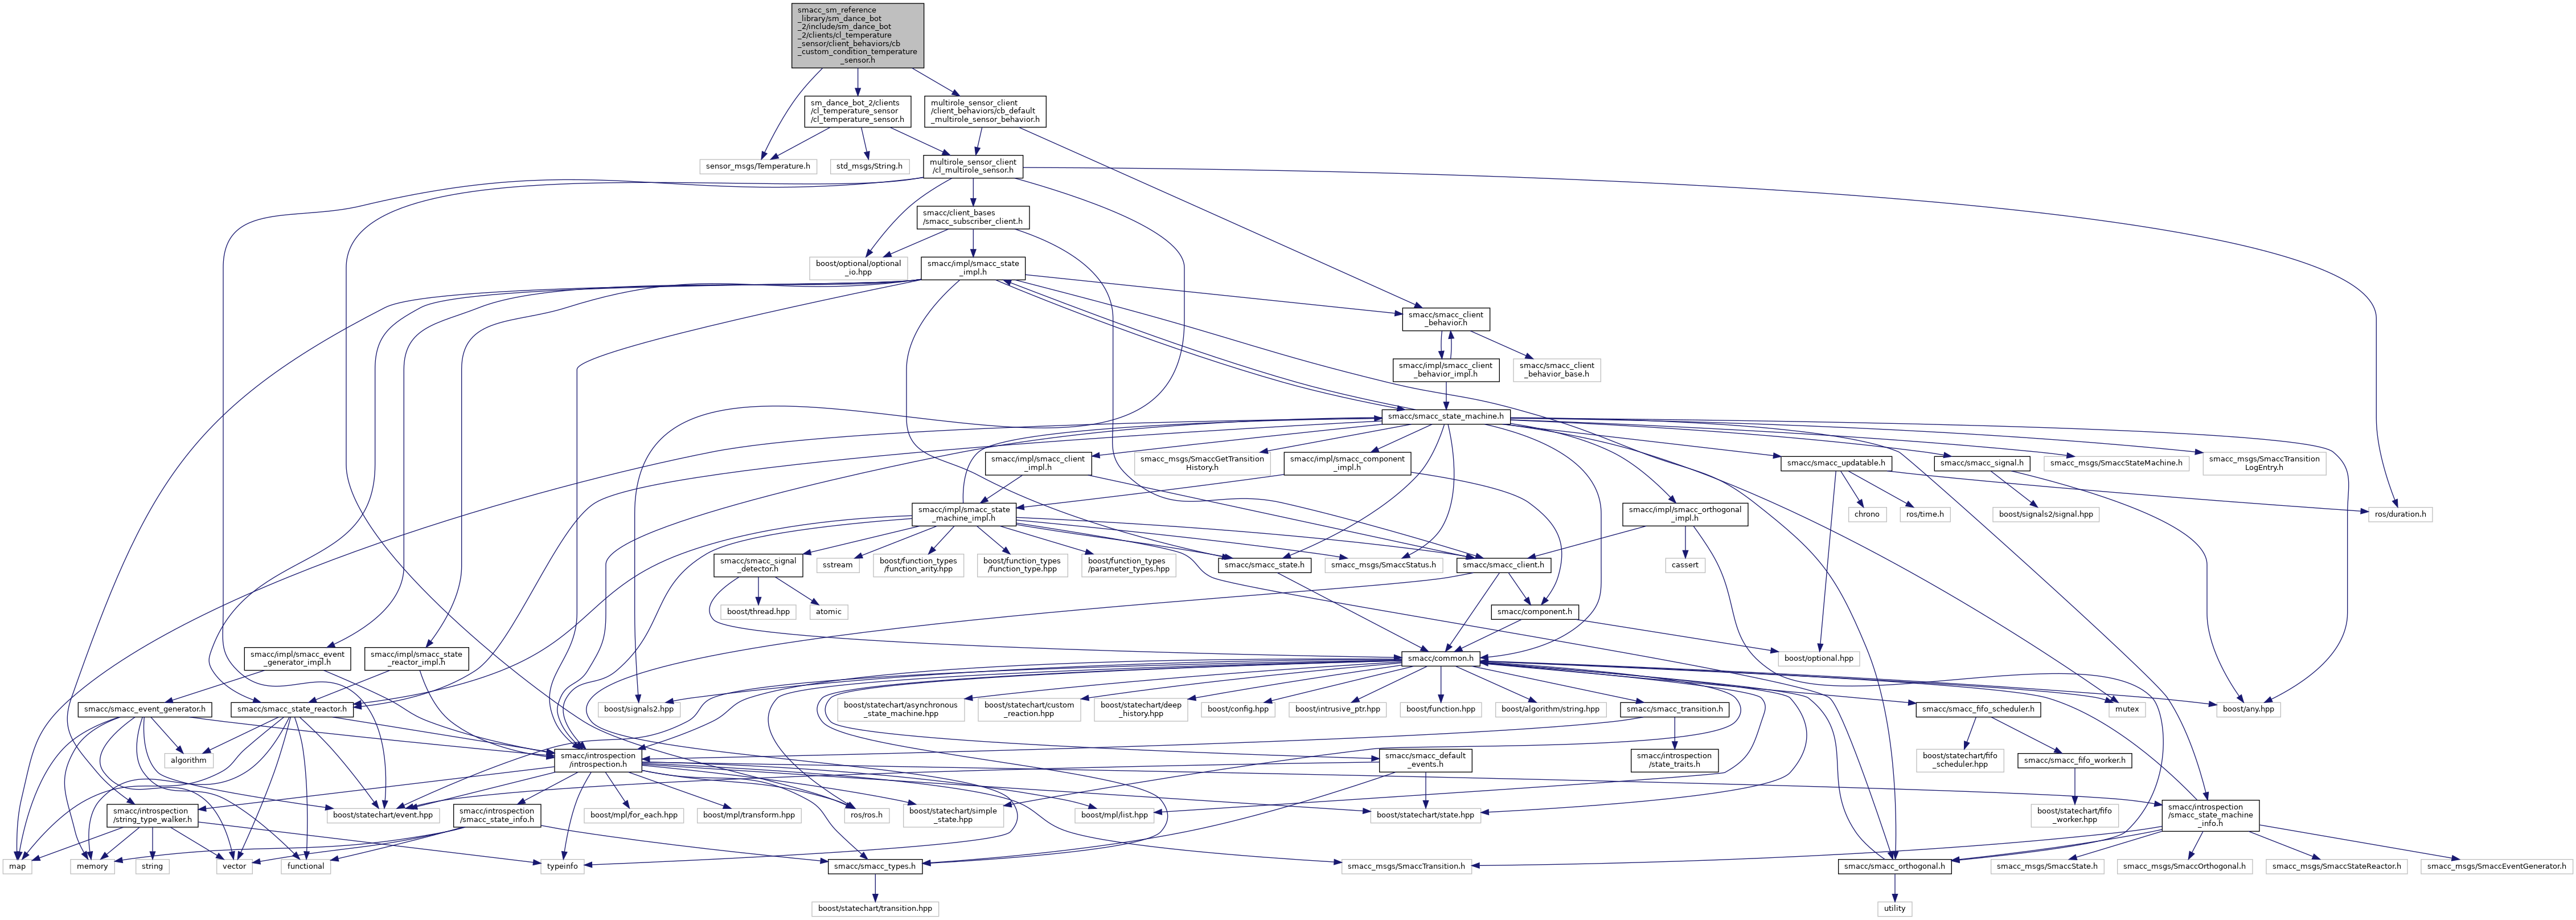 smacc_sm_reference
_library/sm_dance_bot
_2/include/sm_dance_bot
_2/clients/cl_temperature
_sensor/client_behaviors/cb
_custom_condition_temperature
_sensor.h
sm_dance_bot_2/clients
/cl_temperature_sensor
/cl_temperature_sensor.h
multirole_sensor_client
/client_behaviors/cb_default
_multirole_sensor_behavior.h
sensor_msgs/Temperature.h
std_msgs/String.h
multirole_sensor_client
/cl_multirole_sensor.h
smacc/client_bases
/smacc_subscriber_client.h
boost/optional/optional
_io.hpp
smacc/impl/smacc_state
_impl.h
smacc/smacc_client
_behavior.h
smacc/impl/smacc_client
_behavior_impl.h
smacc/smacc_client
_behavior_base.h
smacc/smacc_state_machine.h
smacc/impl/smacc_client
_impl.h
smacc_msgs/SmaccGetTransition
History.h
smacc/impl/smacc_component
_impl.h
smacc/smacc_updatable.h
smacc/smacc_signal.h
smacc_msgs/SmaccStateMachine.h
smacc_msgs/SmaccTransition
LogEntry.h
smacc/impl/smacc_state
_machine_impl.h
smacc/impl/smacc_orthogonal
_impl.h
chrono
ros/time.h
boost/signals2/signal.hpp
ros/duration.h
smacc/smacc_signal
_detector.h
sstream
boost/function_types
/function_arity.hpp
boost/function_types
/function_type.hpp
boost/function_types
/parameter_types.hpp
smacc/smacc_state.h
smacc_msgs/SmaccStatus.h
smacc/smacc_client.h
cassert
boost/thread.hpp
atomic
smacc/component.h
smacc/impl/smacc_event
_generator_impl.h
smacc/impl/smacc_state
_reactor_impl.h
smacc/common.h
boost/optional.hpp
smacc/smacc_event_generator.h
smacc/smacc_state_reactor.h
boost/signals2.hpp
boost/statechart/asynchronous
_state_machine.hpp
boost/statechart/custom
_reaction.hpp
boost/statechart/deep
_history.hpp
boost/config.hpp
boost/intrusive_ptr.hpp
boost/function.hpp
boost/algorithm/string.hpp
smacc/smacc_transition.h
smacc/smacc_fifo_scheduler.h
mutex
boost/any.hpp
algorithm
smacc/introspection
/introspection.h
smacc/smacc_default
_events.h
smacc/introspection
/state_traits.h
boost/statechart/fifo
_scheduler.hpp
smacc/smacc_fifo_worker.h
smacc/introspection
/string_type_walker.h
boost/statechart/event.hpp
smacc/introspection
/smacc_state_info.h
boost/mpl/for_each.hpp
boost/mpl/transform.hpp
ros/ros.h
boost/statechart/simple
_state.hpp
boost/mpl/list.hpp
boost/statechart/state.hpp
boost/statechart/fifo
_worker.hpp
smacc/introspection
/smacc_state_machine
_info.h
map
memory
string
vector
functional
typeinfo
smacc/smacc_types.h
smacc_msgs/SmaccTransition.h
smacc/smacc_orthogonal.h
smacc_msgs/SmaccState.h
smacc_msgs/SmaccOrthogonal.h
smacc_msgs/SmaccStateReactor.h
smacc_msgs/SmaccEventGenerator.h
boost/statechart/transition.hpp
utility